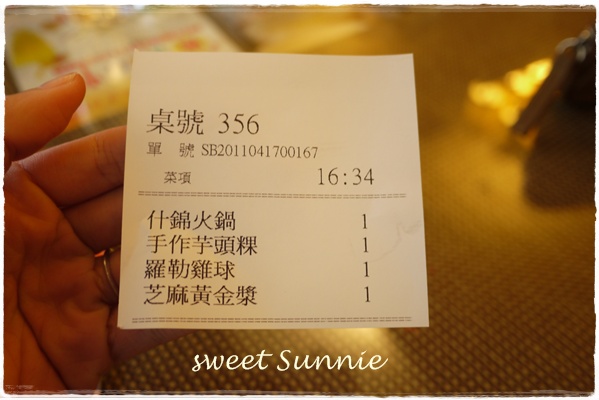 桌號 356
單 號 SB2011041700167
菜項 16:34
什錦火鍋 1
手作芋頭粿 1
羅勒雞球 1
芝麻黃金漿 1
sweet Sunnie